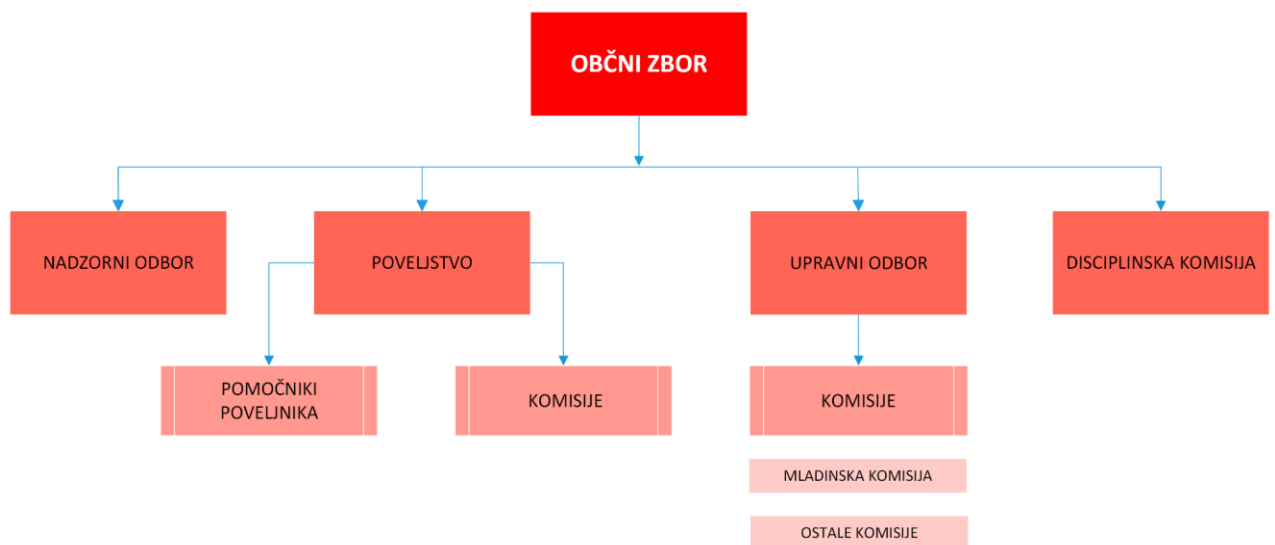 OBČNI ZBOR
NADZORNI ODBOR
POVELJSTVO
UPRAVNI ODBOR
DISCIPLINSKA KOMISIJA
POMOČNIKI
POVELJNIKA
KOMISIJE
KOMISIJE
MLADINSKA KOMISIJA
OSTALE KOMISIJE